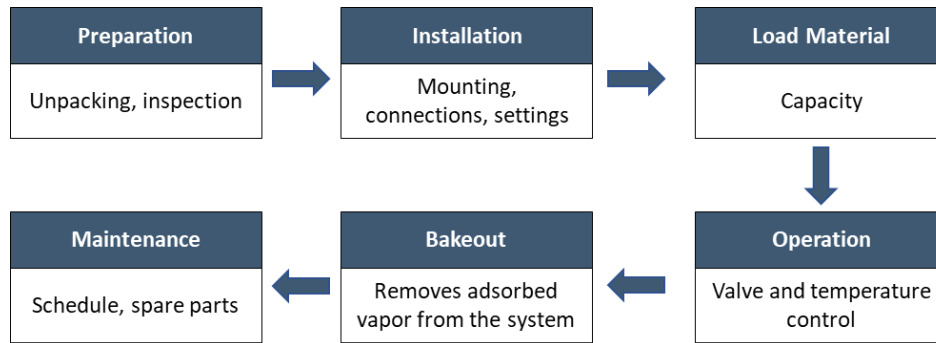 Preparation
Unpacking, inspection
Installation
Mounting,
connections, settings
Load Material
Capacity
Operation
Valve and temperature
control
Bakeout
Removes adsorbed
vapor from the system
Maintenance
Schedule, spare parts